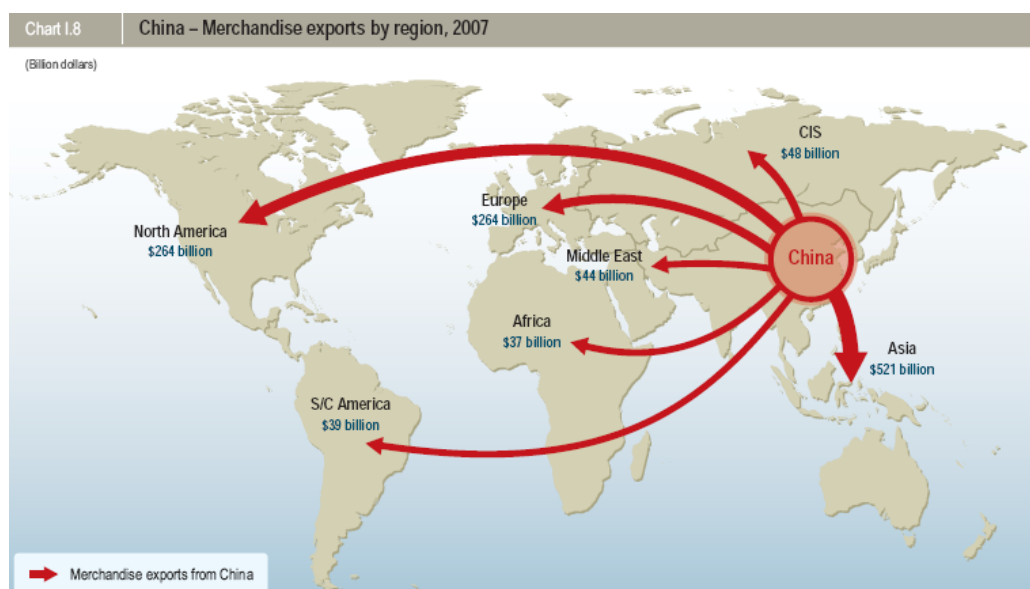 Chart I.8
China – Merchandise exports by region, 2007
(Billion dollars)
CIS
$48 billion
Europe
$264 billion
North America
$264 billion
Middle East
$44 billion
China
Africa
$37 billion
Asia
$521 billion
S/C America
$39 billion
Merchandise exports from China